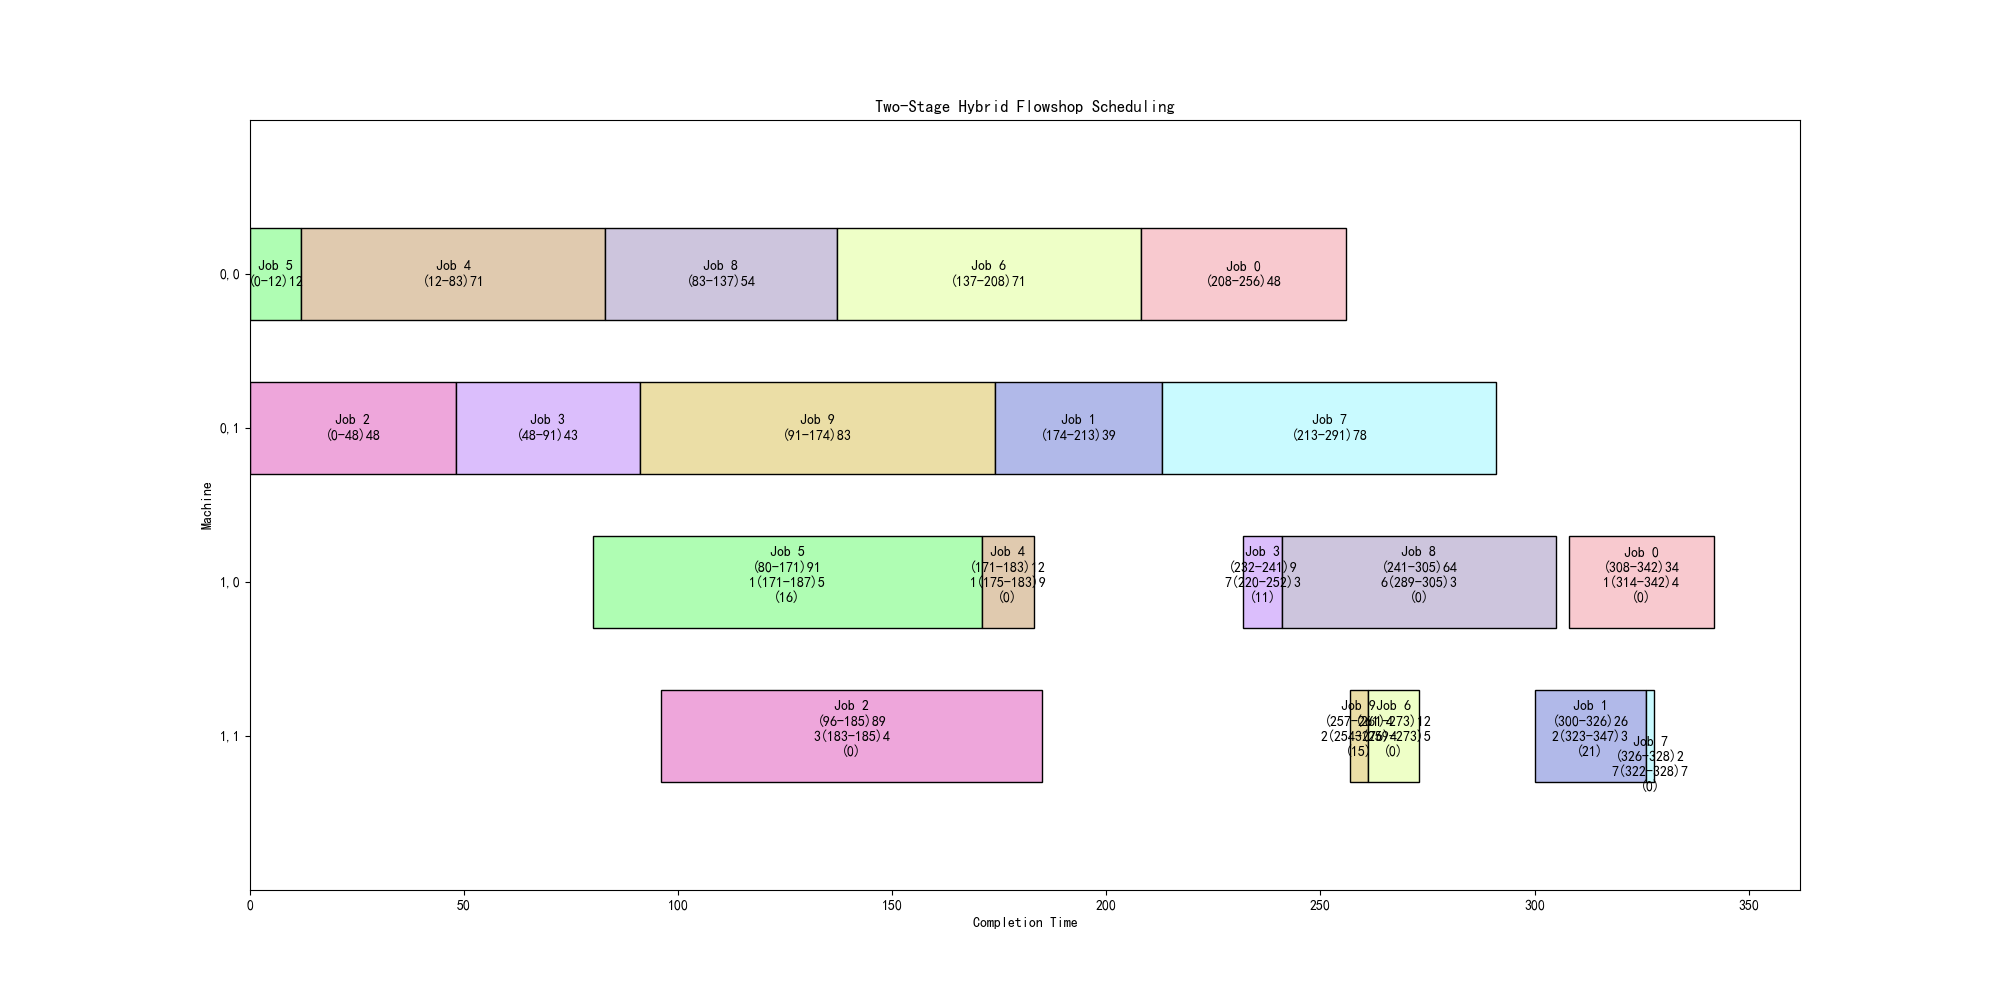 Two-Stage Hybrid Flowshop Scheduling
0,0
Job 5
(0-12)12
Job 4
(12-83)71
Job 8
(83-137)54
Job 6
(137-208)71
Job 0
(208-256)48
0,1
Job 2
(0-48)48
Job 3
(48-91)43
Job 9
(91-174)83
Job 1
(174-213)39
Job 7
(213-291)78
Machine
1,0
Job 5
(80-171)91
1(171-187)5
(16)
Job 4
(171-183)12
1(175-183)9
(0)
Job 3
(232-241)9
7(220-252)3
(11)
Job 8
(241-305)64
6(289-305)3
(0)
Job 0
(308-342)34
1(314-342)4
(0)
1,1
Job 2
(96-185)89
3(183-185)4
(0)
Job 9
(257-261)4
(15)
Job 6
(261-273)12
(0)
Job 1
(300-326)26
2(323-347)3
(21)
Job 7
(326-328)2
7(322-328)7
(0)
0
50
100
150
200
250
300
350
Completion Time